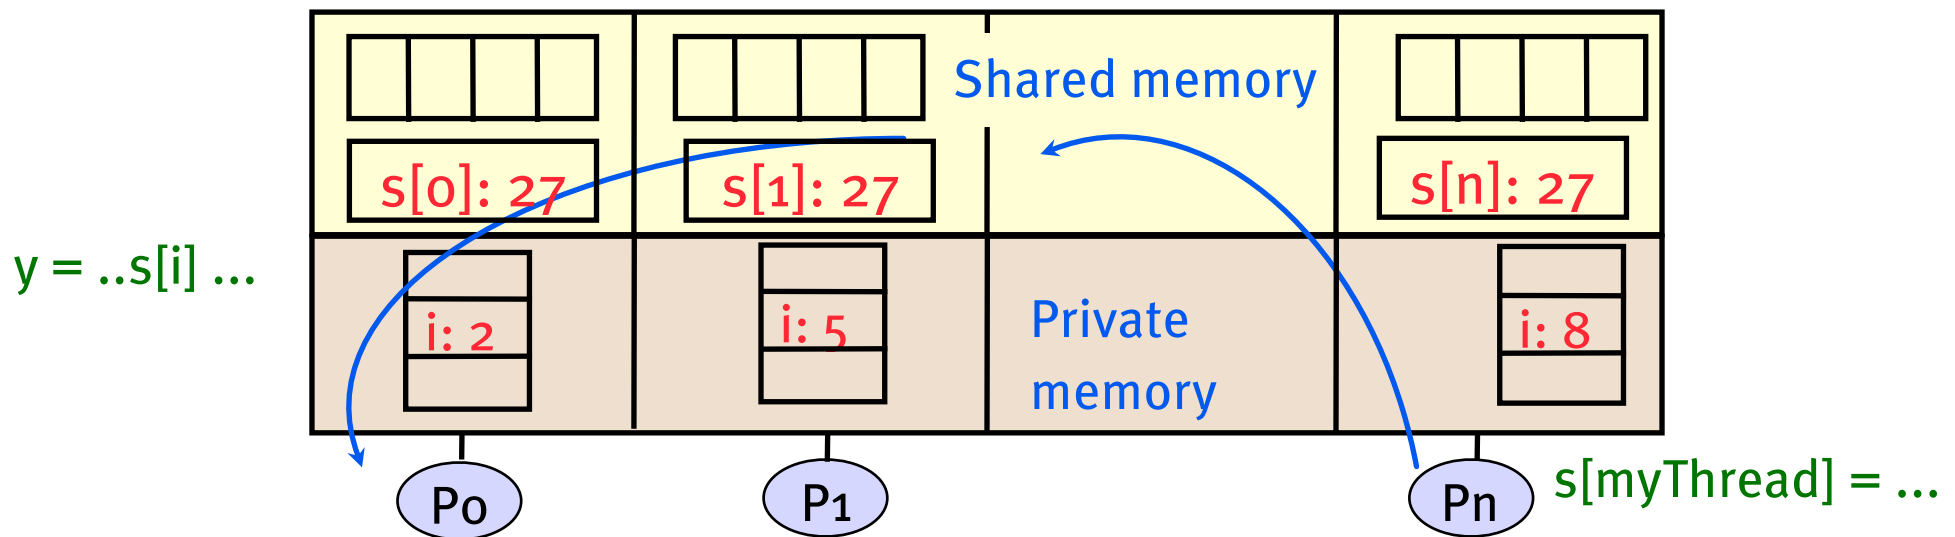 Shared memory
s[0]: 27
s[1]: 27
s[n]: 27
y = ..s[i] ...
i: 2
i: 5
i: 8
Private
memory
P0
P1
Pn
s[myThread] = ...